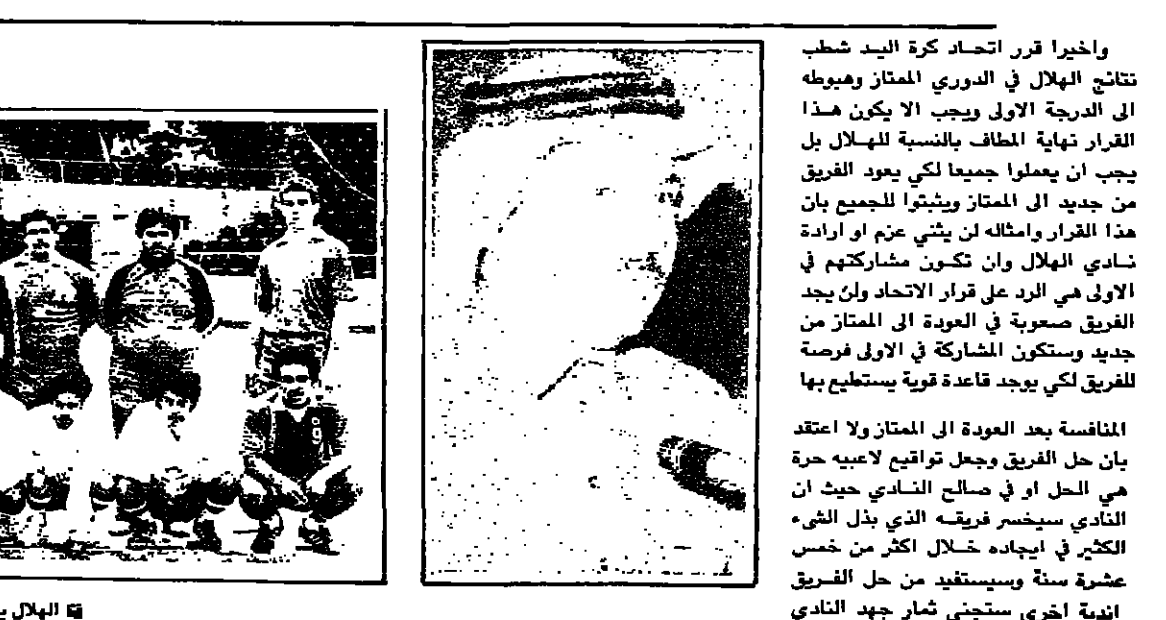 واخيرا قرر اتحاد كرة اليد شطب
نتائج الهلال في الدوري الممتاز وهبوطه
الى الدرجة الاولى ويجب الا يكون هذا
القرار نهاية المطاف بالنسبة للهلال بل
يجب ان يعملوا جميعا لكي يعود الفريق
من جديد الى الممتاز ويثبتوا للجميع بان
هذا القرار وامثاله لن يثني عزم او ارادة
نادي الهلال وان تكون مشاركتهم في
الاولى هي الرد على قرار الاتحاد ولن يجد
الفريق صعوبة في العودة الى الممتاز من
جديد وستكون المشاركة في الاولى فرصة
للفريق لكي يوجد قاعدة قوية يستطيع بها
المنافسة بعد العودة الى الممتاز ولا اعتقد
بان حل الفريق وجعل تواقيع لاعبيه حرة
هي الحل او في صالح النادي حيث ان
النادي سيخسر فريقه الذي بذل الشىء
الكثير في ايجاده خلال اكثر من خمس
عشرة سنة وسيستفيد من حل الفريق
اندية اخرى ستجني ثمار جهد النادي
الهلال